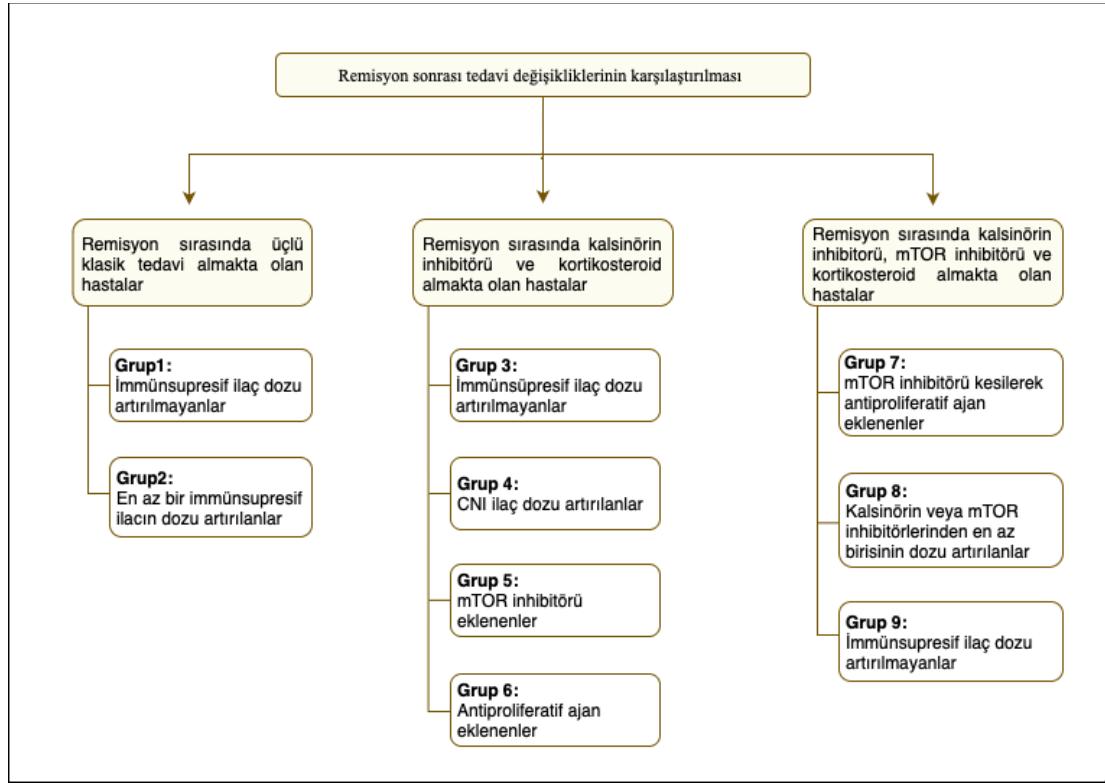 Remisyon sonrası tedavi değişikliklerinin karşılaştırılması
Remisyon sırasında üçlü
klasik tedavi almakta olan
hastalar
Grup1:
İmmünsupresif ilaç dozu
artırılmayanlar
Grup2:
En az bir immünsupresif
ilacın dozu artırılanlar
Remisyon sırasında kalsinörin
inhibitörü ve kortikosteroid
almakta olan hastalar
Grup 3:
İmmünsüpresif ilaç dozu
artırılmayanlar
Grup 4:
CNI ilaç dozu artırılanlar
Grup 5:
mTOR inhibitörü
eklenenler
Grup 6:
Antiproliferatif ajan
eklenenler
Remisyon sırasında kalsinörin
inhibitorü, mTOR inhibitörü ve
kortikosteroid almakta olan
hastalar
Grup 7:
mTOR inhibitörü kesilerek
antiproliferatif ajan
eklenenler
Grup 8:
Kalsinörin veya mTOR
inhibitörlerinden en az
birisinin dozu artırılanlar
Grup 9:
İmmünsupresif ilaç dozu
artırılmayanlar